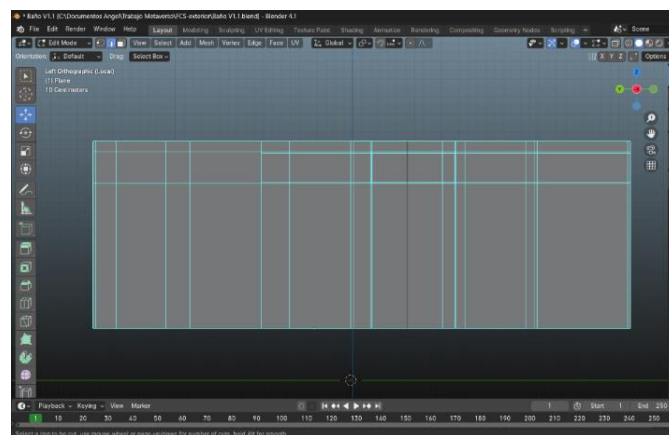 * Baño V1.1 [C:\Documentos Angel\Trabajo Metaverso\FCS-exterior\Baño V1.1.blend] - Blender 4.1
File Edit Render Window Help Layout Modeling Sculpting UV Editing Texture Paint Shading Animation Rendering Compositing Geometry Nodes Scripting + Scene
Edit Mode View Select Add Mesh Vertex Edge Face UV Global
Orientation: Default Drag: Select Box X Y Z Options
Left Orthographic (Local)
(1) Plane
10 Centimeters
Playback Keying View Marker 1 Start 1 End 250
1 10 20 30 40 50 60 70 80 90 100 110 120 130 140 150 160 170 180 190 200 210 220 230 240 250